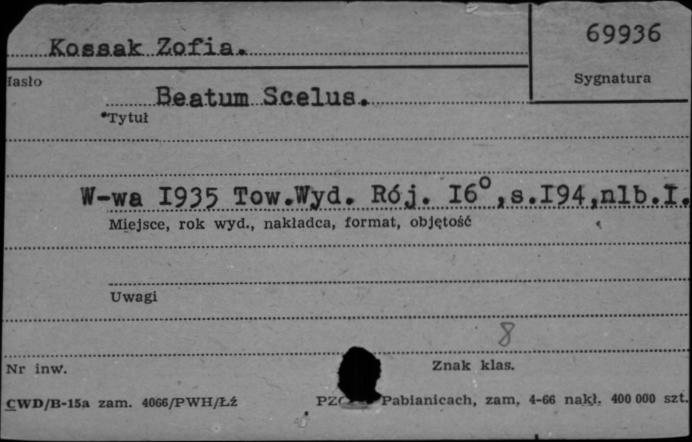 Kossak Zofia.
69936
Hasło
Sygnatura
Beatum Scelus.
*Tytuł
W-wa I935 Tow.Wyd. Rój. I6°,s.I94,nlb.I.
Miejsce, rok wyd., nakładca, format, objętość
Uwagi
8
Nr inw.
Znak klas.
CWD/B-15a zam. 4066/PWH/Łź
Pabianicach, zam. 4-66 nakł. 400 000 szt.